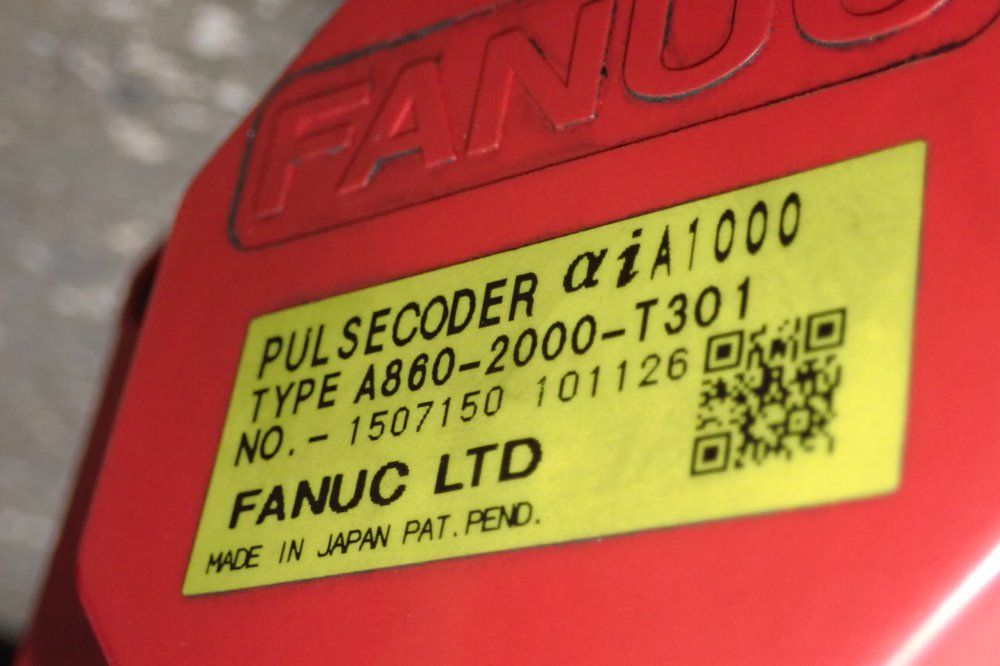 FANUC
PULSECODER αiA1000
TYPE A860-2000-T301
NO.- 1507150 101126
FANUC LTD
MADE IN JAPAN PAT.PEND.